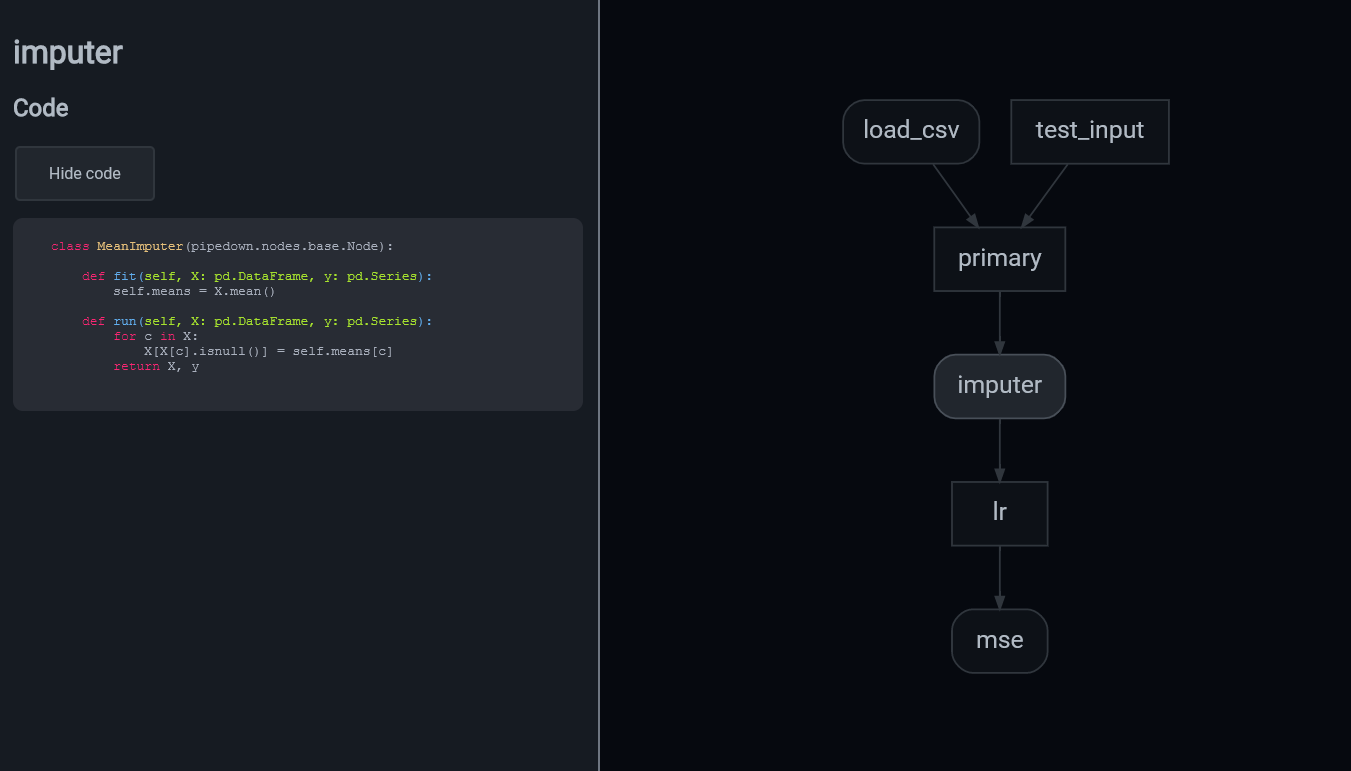 imputer
Code
Hide code
class MeanImputer(pipedown.nodes.base.Node):
def fit(self, X: pd.DataFrame, y: pd.Series):
self.means = X.mean()
def run(self, X: pd.DataFrame, y: pd.Series):
for c in X:
X[X[c].isnull()] = self.means[c]
return X, y
load_csv
test_input
primary
imputer
lr
mse